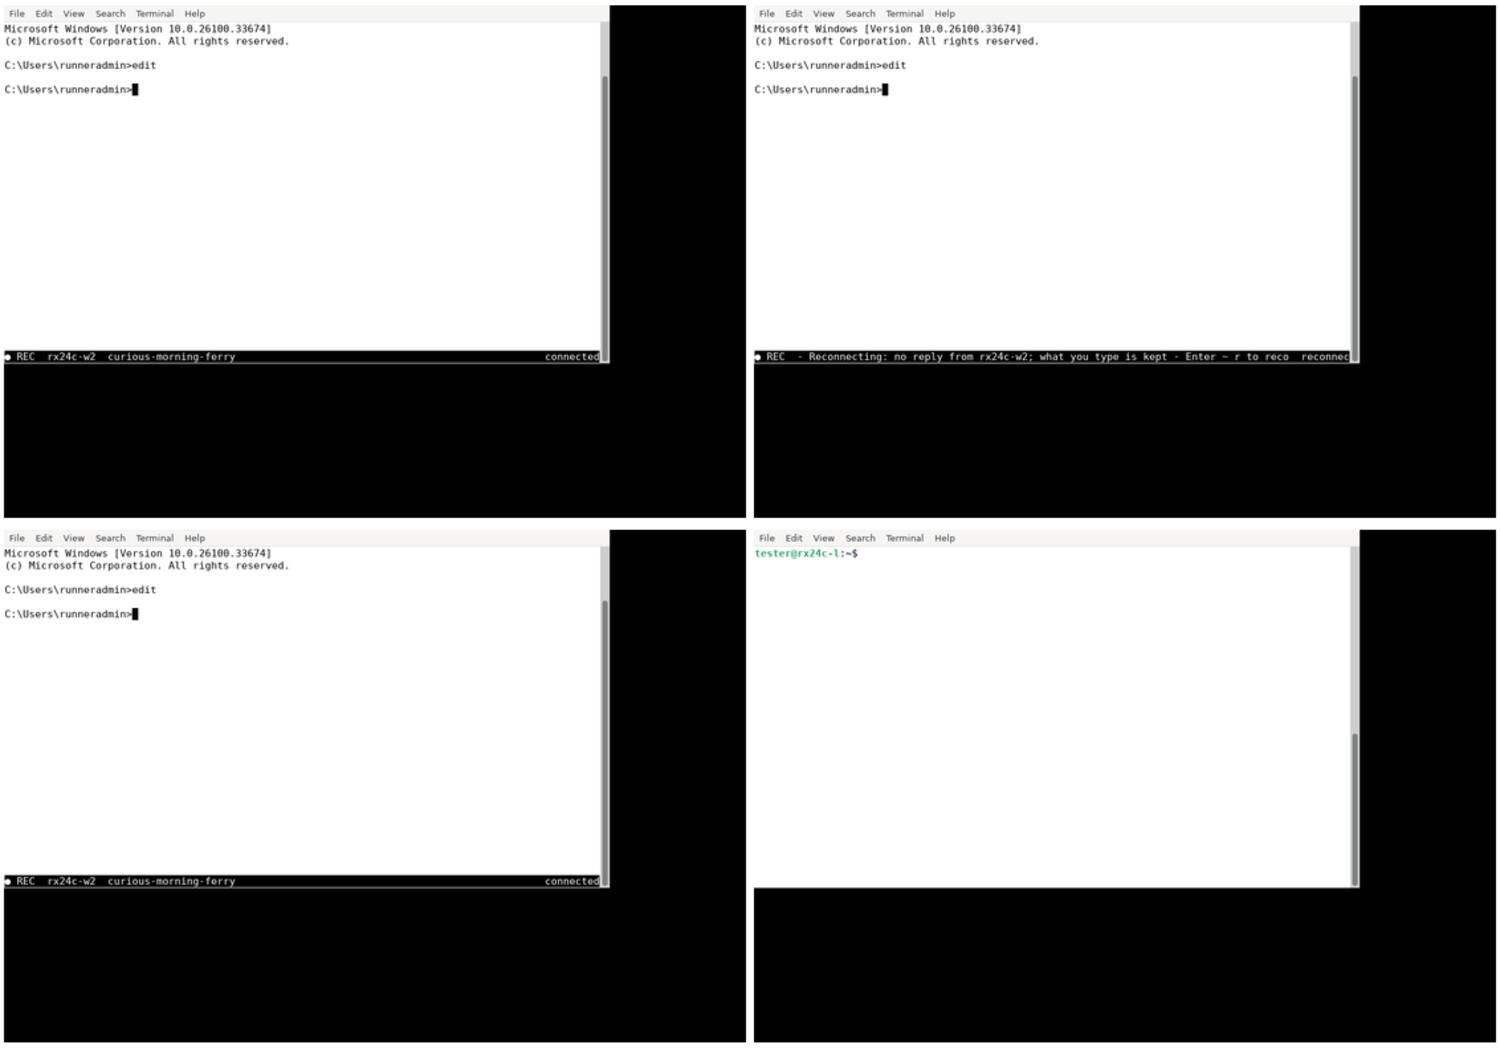 File Edit View Search Terminal Help
Microsoft Windows [Version 10.0.26100.33674]
(c) Microsoft Corporation. All rights reserved.
C:\Users\runneradmin>edit
C:\Users\runneradmin>
● REC rx24c-w2 curious-morning-ferry connected
File Edit View Search Terminal Help
Microsoft Windows [Version 10.0.26100.33674]
(c) Microsoft Corporation. All rights reserved.
C:\Users\runneradmin>edit
C:\Users\runneradmin>
● REC - Reconnecting: no reply from rx24c-w2; what you type is kept - Enter ~ r to reco reconnec
File Edit View Search Terminal Help
Microsoft Windows [Version 10.0.26100.33674]
(c) Microsoft Corporation. All rights reserved.
C:\Users\runneradmin>edit
C:\Users\runneradmin>
● REC rx24c-w2 curious-morning-ferry connected
File Edit View Search Terminal Help
tester@rx24c-l:~$